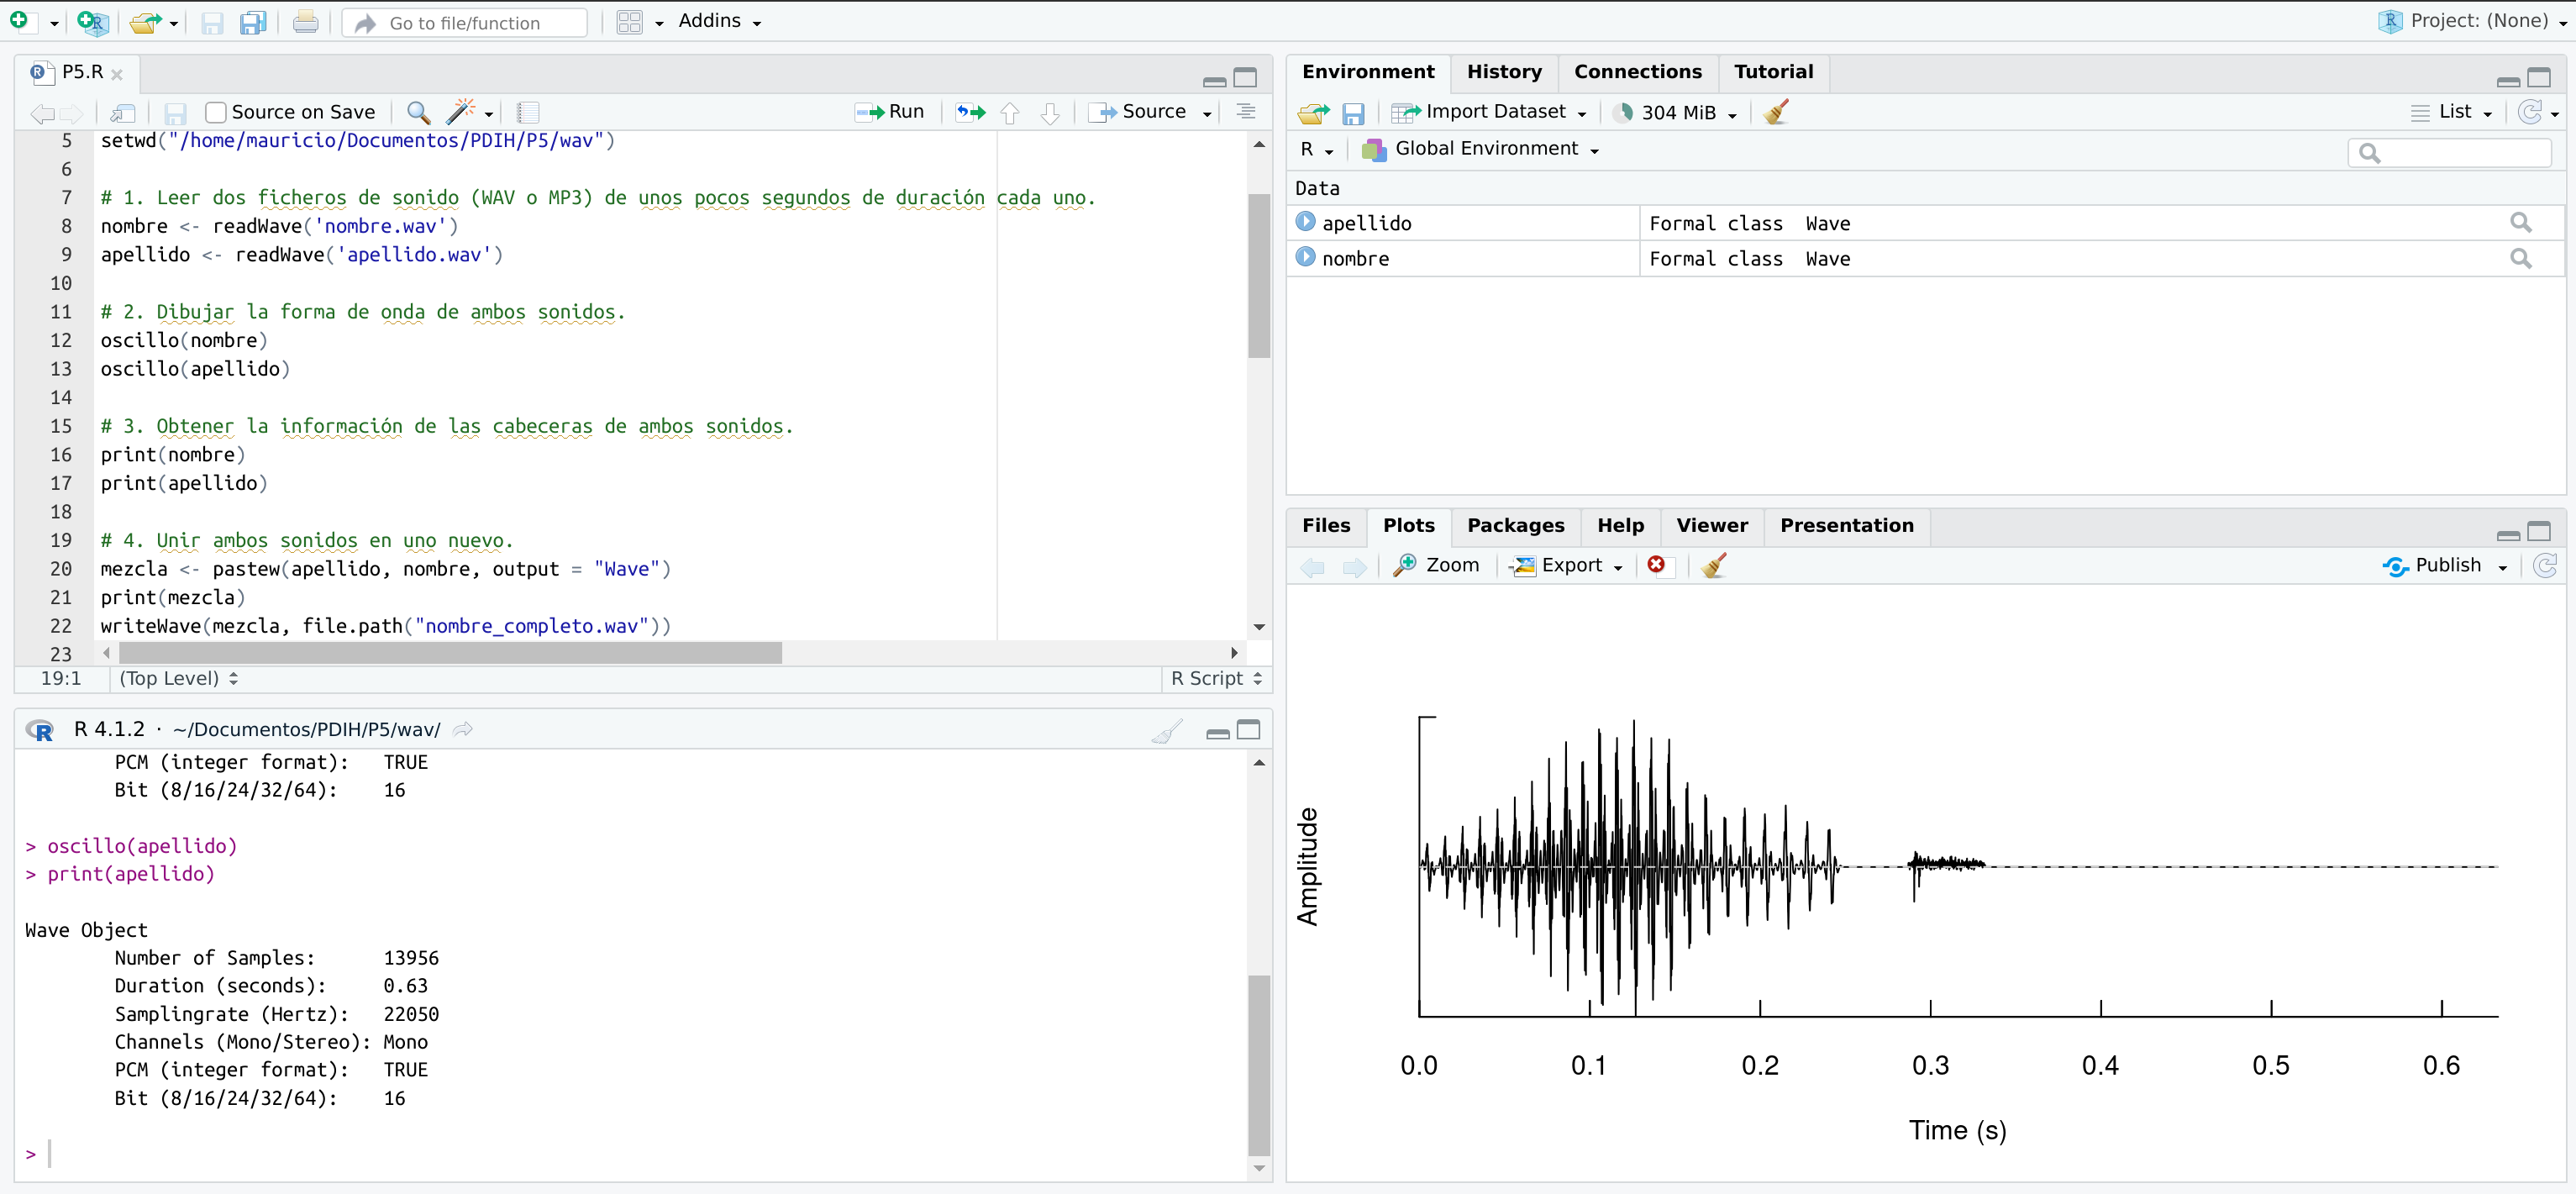 Go to file/function
Addins
Project: (None)
P5.R
Source on Save
Run
Source
5 setwd("/home/mauricio/Documentos/PDIH/P5/wav")
6
7 # 1. Leer dos ficheros de sonido (WAV o MP3) de unos pocos segundos de duración cada uno.
8 nombre <- readWave('nombre.wav')
9 apellido <- readWave('apellido.wav')
10
11 # 2. Dibujar la forma de onda de ambos sonidos.
12 oscillo(nombre)
13 oscillo(apellido)
14
15 # 3. Obtener la información de las cabeceras de ambos sonidos.
16 print(nombre)
17 print(apellido)
18
19 # 4. Unir ambos sonidos en uno nuevo.
20 mezcla <- pastew(apellido, nombre, output = "Wave")
21 print(mezcla)
22 writeWave(mezcla, file.path("nombre_completo.wav"))
23
19:1 (Top Level) R Script
R 4.1.2 · ~/Documentos/PDIH/P5/wav/
PCM (integer format): TRUE
Bit (8/16/24/32/64): 16
> oscillo(apellido)
> print(apellido)
Wave Object
Number of Samples: 13956
Duration (seconds): 0.63
Samplingrate (Hertz): 22050
Channels (Mono/Stereo): Mono
PCM (integer format): TRUE
Bit (8/16/24/32/64): 16
>
Environment History Connections Tutorial
Import Dataset 304 MiB List
R Global Environment
Data
apellido Formal class Wave
nombre Formal class Wave
Files Plots Packages Help Viewer Presentation
Zoom Export Publish
Amplitude
0.0 0.1 0.2 0.3 0.4 0.5 0.6
Time (s)